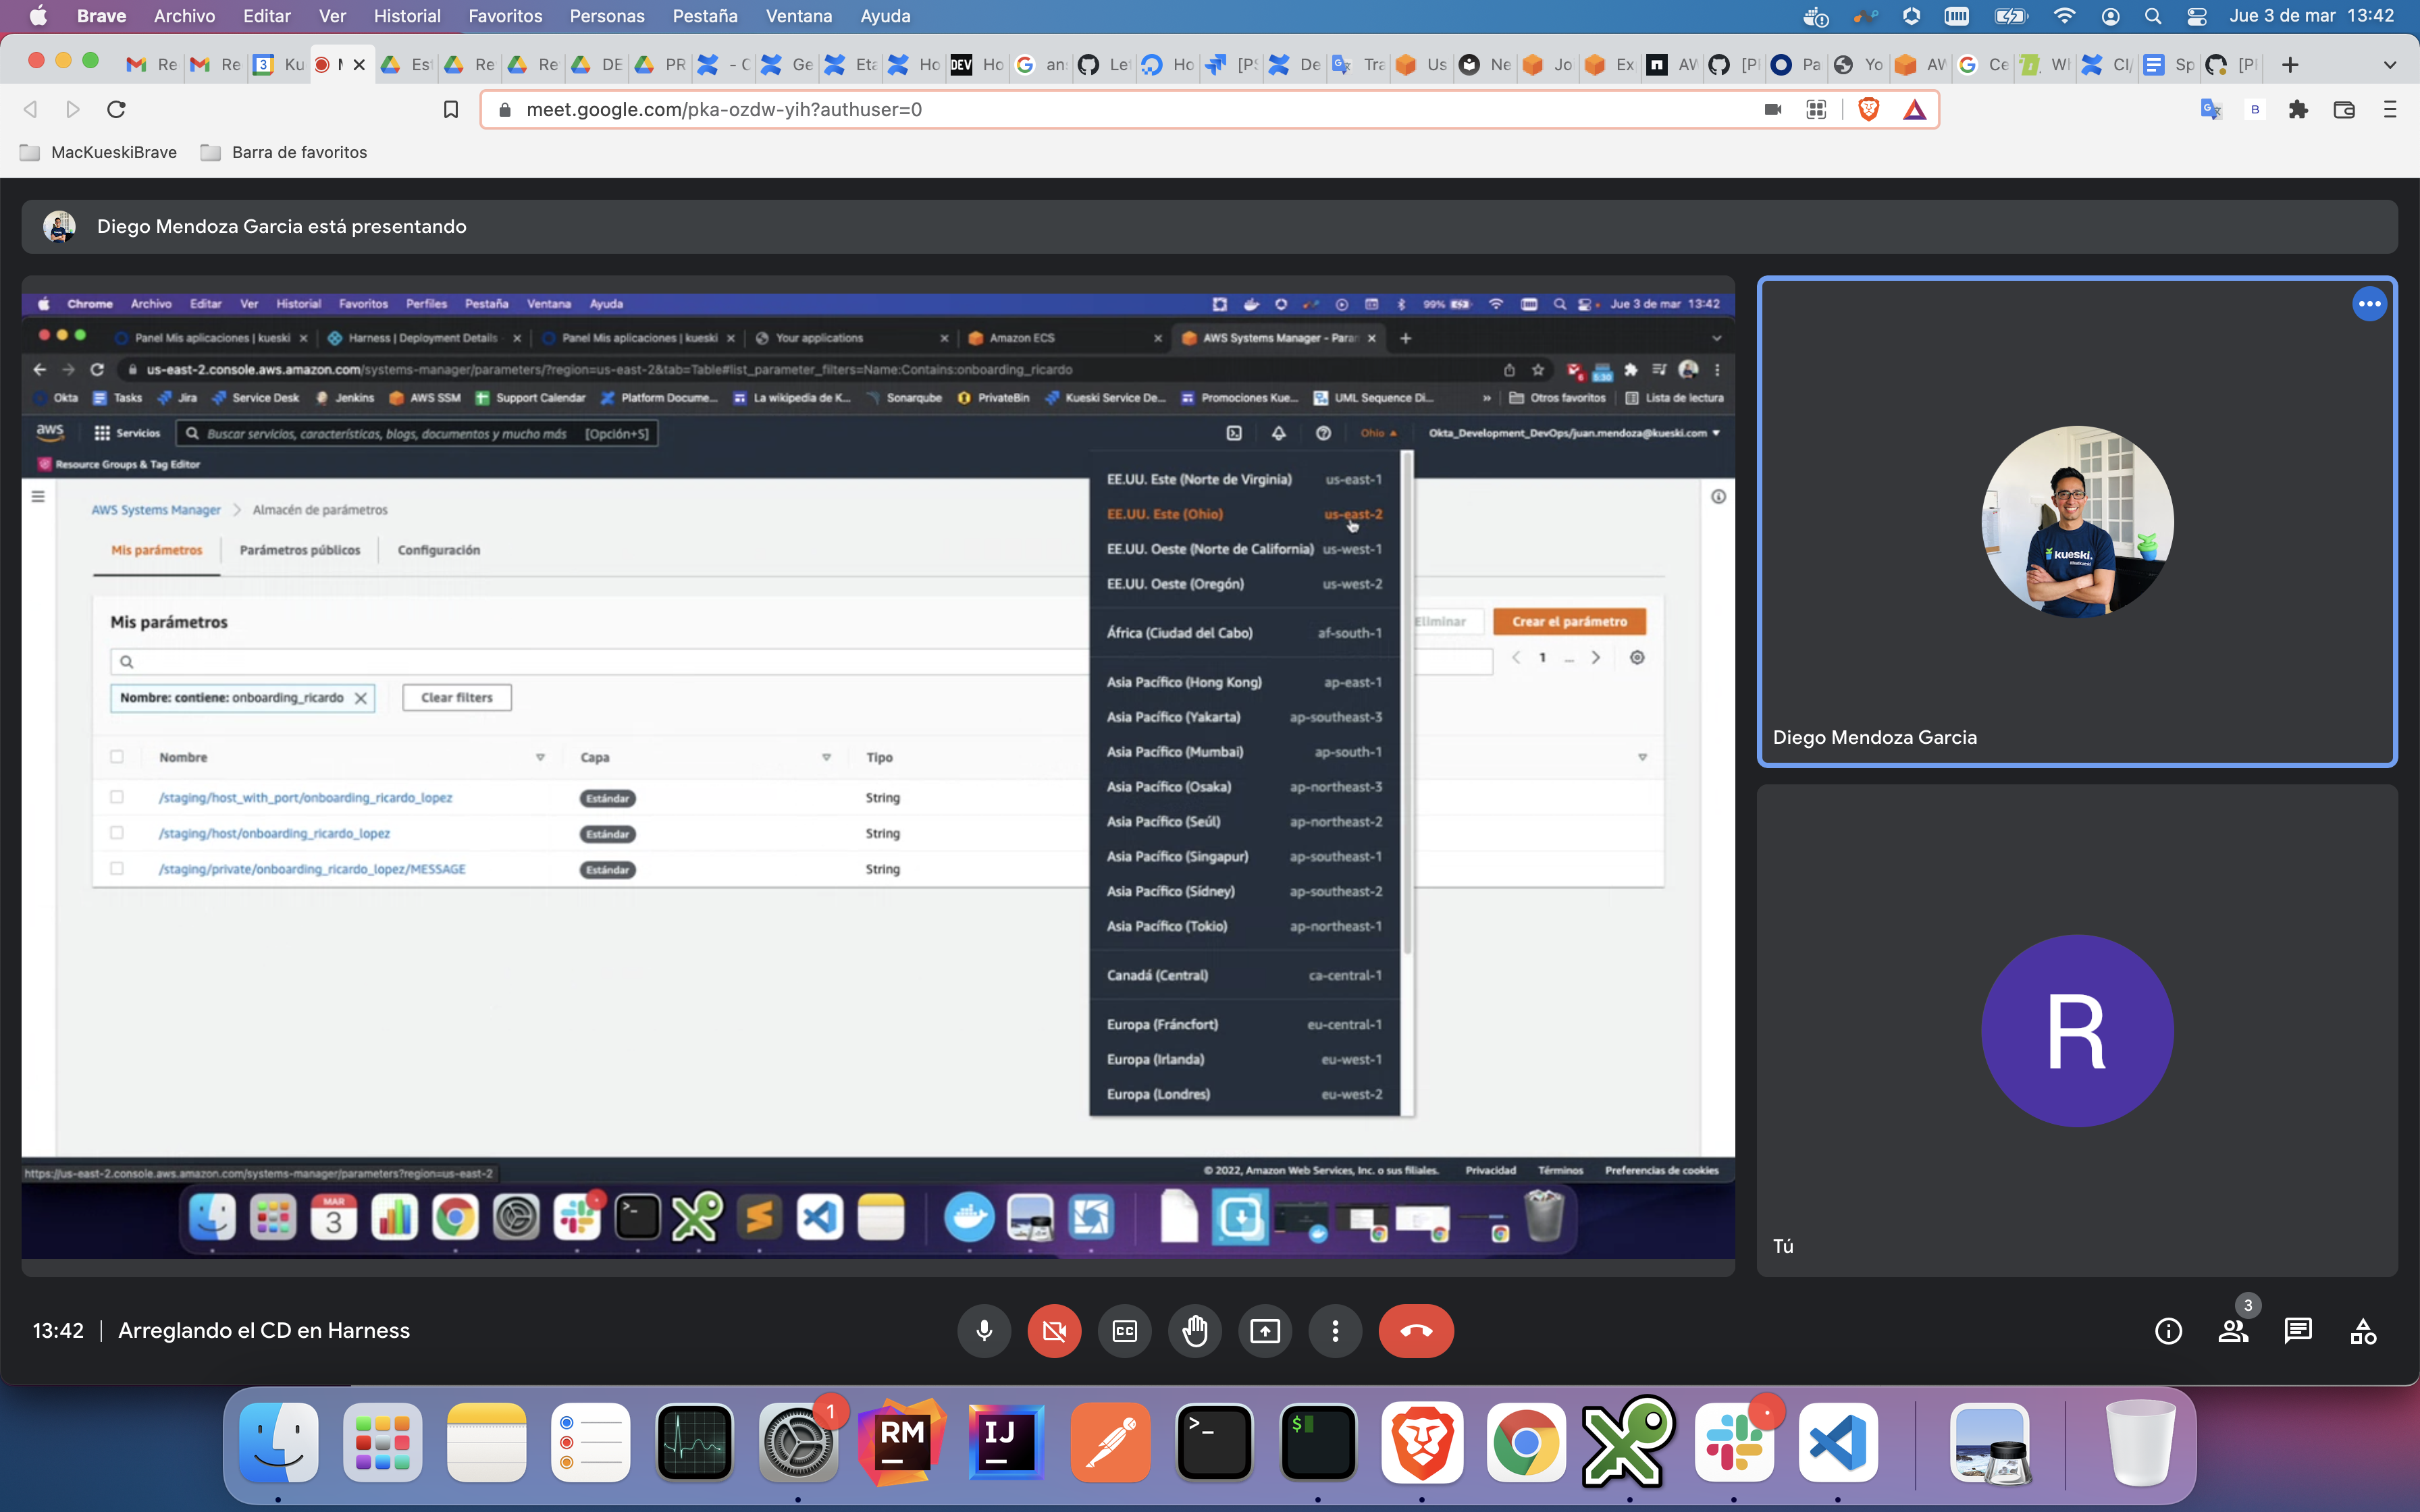 Brave Archivo Editar Ver Historial Favoritos Personas Pestaña Ventana Ayuda Jue 3 de mar 13:42
Re Re 3 Ku Es Re Re DE PR - C Ge Eta Ho DEV Ho an Le Ho [PS De Tra Us Ne Jo Ex AV [P Pa Yo AV Ce W CI/ Sp [P
meet.google.com/pka-ozdw-yih?authuser=0
MacKueskiBrave Barra de favoritos
Diego Mendoza Garcia está presentando
Chrome Archivo Editar Ver Historial Favoritos Perfiles Pestaña Ventana Ayuda 99% Jue 3 de mar 13:42
Panel Mis aplicaciones | kueski Harness | Deployment Details Panel Mis aplicaciones | kueski Your applications Amazon ECS AWS Systems Manager - Paran
us-east-2.console.aws.amazon.com/systems-manager/parameters/?region=us-east-2&tab=Table#list_parameter_filters=Name:Contains:onboarding_ricardo
Okta Tasks Jira Service Desk Jenkins AWS SSM Support Calendar Platform Docume... La wikipedia de K... Sonarqube PrivateBin Kueski Service De... Promociones Kue... UML Sequence Di... » Otros favoritos Lista de lectura
aws Servicios Buscar servicios, características, blogs, documentos y mucho más [Opción+S] Ohio Okta_Development_DevOps/juan.mendoza@kueski.com
Resource Groups & Tag Editor
AWS Systems Manager > Almacén de parámetros
Mis parámetros Parámetros públicos Configuración
Mis parámetros
Eliminar Crear el parámetro
1 ...
Nombre: contiene: onboarding_ricardo Clear filters
Nombre Capa Tipo
/staging/host_with_port/onboarding_ricardo_lopez Estándar String
/staging/host/onboarding_ricardo_lopez Estándar String
/staging/private/onboarding_ricardo_lopez/MESSAGE Estándar String
EE.UU. Este (Norte de Virginia) us-east-1
EE.UU. Este (Ohio) us-east-2
EE.UU. Oeste (Norte de California) us-west-1
EE.UU. Oeste (Oregón) us-west-2
África (Ciudad del Cabo) af-south-1
Asia Pacífico (Hong Kong) ap-east-1
Asia Pacífico (Yakarta) ap-southeast-3
Asia Pacífico (Mumbai) ap-south-1
Asia Pacífico (Osaka) ap-northeast-3
Asia Pacífico (Seúl) ap-northeast-2
Asia Pacífico (Singapur) ap-southeast-1
Asia Pacífico (Sídney) ap-southeast-2
Asia Pacífico (Tokio) ap-northeast-1
Canadá (Central) ca-central-1
Europa (Fráncfort) eu-central-1
Europa (Irlanda) eu-west-1
Europa (Londres) eu-west-2
https://us-east-2.console.aws.amazon.com/systems-manager/parameters?region=us-east-2
© 2022, Amazon Web Services, Inc. o sus filiales. Privacidad Términos Preferencias de cookies
MAR
3
kueski.
Diego Mendoza Garcia
R
Tú
13:42 | Arreglando el CD en Harness
CC
3
1
RM
IJ
>_
$